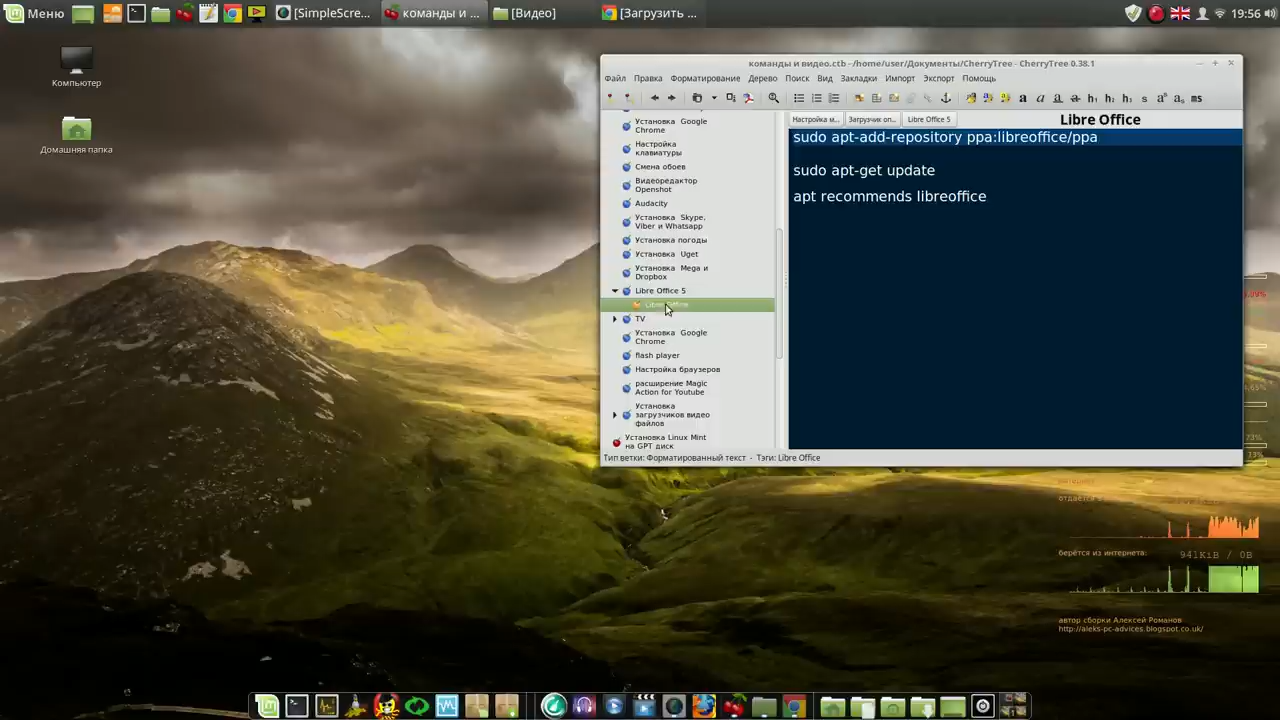 Меню
[SimpleScre...
команды и ...
[Видео]
[Загрузить ...
19:56
Компьютер
Домашняя папка
команды и видео.ctb - /home/user/Документы/CherryTree - CherryTree 0.38.1
Файл Правка Форматирование Дерево Поиск Вид Закладки Импорт Экспорт Помощь
Настройка м...
Загрузчик оп...
Libre Office 5
Libre Office
Установка Google
Chrome
Настройка
клавиатуры
Смена обоев
Видеоредактор
Openshot
Audacity
Установка Skype,
Viber и Whatsapp
Установка погоды
Установка Uget
Установка Mega и
Dropbox
Libre Office 5
Libre Office
TV
Установка Google
Chrome
flash player
Настройка браузеров
расширение Magic
Action for Youtube
Установка
загрузчиков видео
файлов
Установка Linux Mint
на GPT диск
sudo apt-add-repository ppa:libreoffice/ppa
sudo apt-get update
apt recommends libreoffice
Тип ветки: Форматированный текст - Тэги: Libre Office
берётся из интернета: 941KiB / 0B
автор сборки Алексей Романов
http://aleks-pc-advices.blogspot.co.uk/